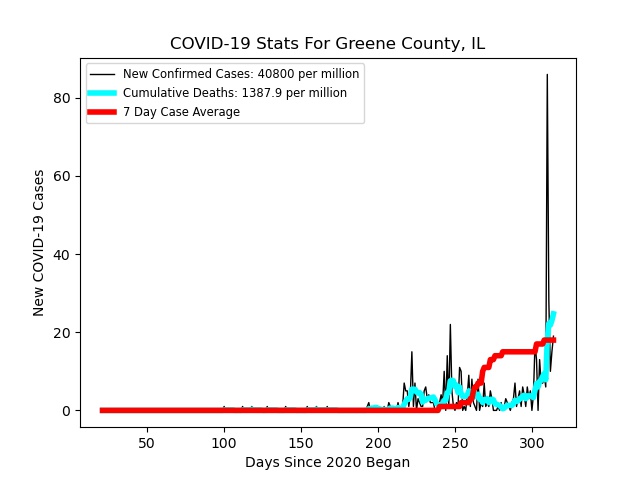 COVID-19 Stats For Greene County, IL
New Confirmed Cases: 40800 per million
Cumulative Deaths: 1387.9 per million
7 Day Case Average
New COVID-19 Cases
80
60
40
20
0
50 100 150 200 250 300
Days Since 2020 Began